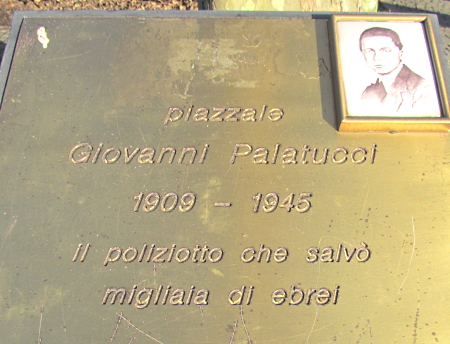 piazzale
Giovanni Palatucci
1909 - 1945
il poliziotto che salvò
migliaia di ebrei